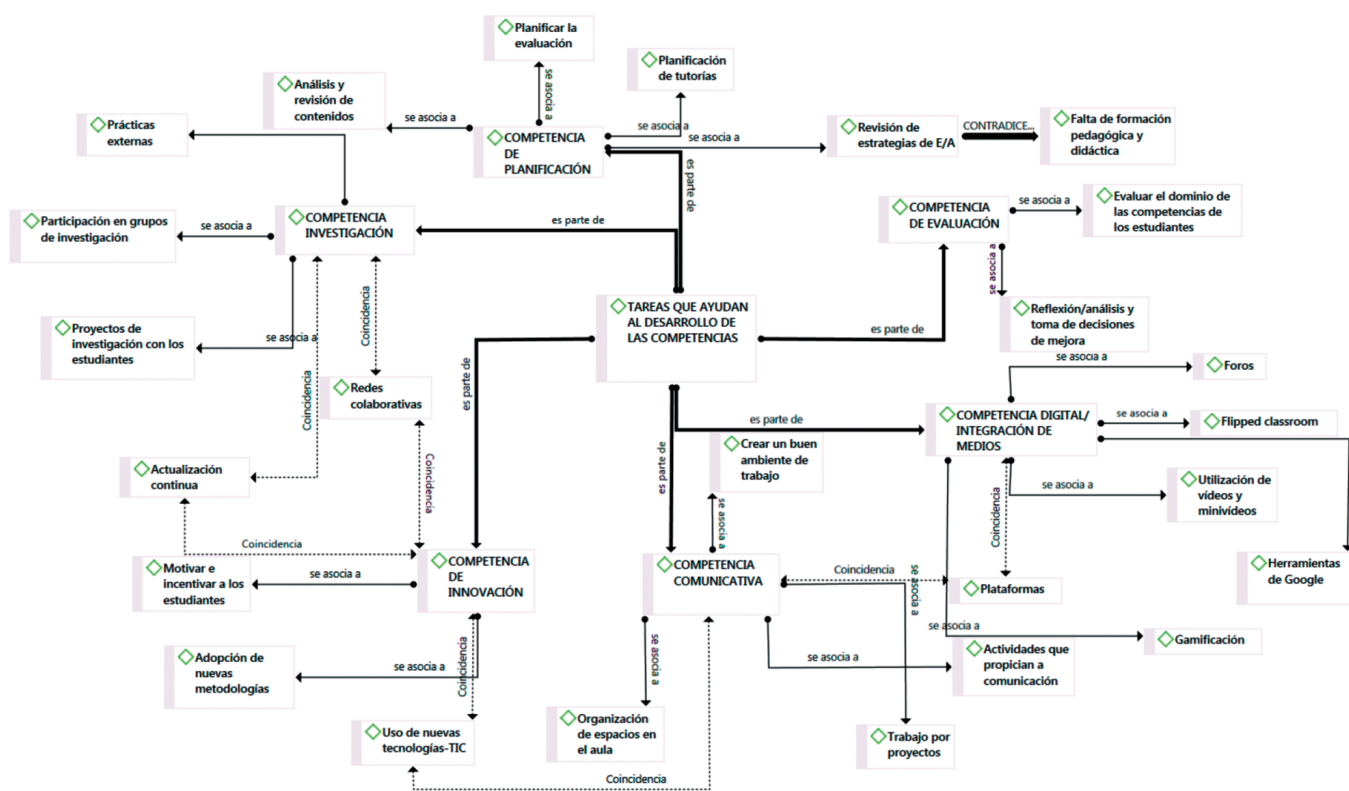 Planificar la
evaluación
se asocia a
Planificación
de tutorías
Análisis y
revisión de
contenidos
se asocia a
COMPETENCIA
DE
PLANIFICACIÓN
se asocia a
se asocia a
Revisión de
estrategias de E/A
CONTRADICE...
Falta de formación
pedagógica y
didáctica
Prácticas
externas
es parte de
Participación en grupos
de investigación
se asocia a
COMPETENCIA
INVESTIGACIÓN
es parte de
COMPETENCIA
DE EVALUACIÓN
se asocia a
Evaluar el dominio de
las competencias de
los estudiantes
se asocia a
Proyectos de
investigación con los
estudiantes
se asocia a
Coincidencia
Coincidencia
TAREAS QUE AYUDAN
AL DESARROLLO DE
LAS COMPETENCIAS
es parte de
Reflexión/análisis y
toma de decisiones
de mejora
se asocia a
Foros
es parte de
Redes
colaborativas
es parte de
es parte de
COMPETENCIA DIGITAL/
INTEGRACIÓN DE
MEDIOS
se asocia a
Flipped classroom
Crear un buen
ambiente de
trabajo
Actualización
continua
Coincidencia
se asocia a
Coincidencia
se asocia a
Utilización de
vídeos y
minivídeos
Coincidencia
Motivar e
incentivar a los
estudiantes
se asocia a
COMPETENCIA
DE
INNOVACIÓN
COMPETENCIA
COMUNICATIVA
Coincidencia
se asocia a
Plataformas
Herramientas
de Google
se asocia a
Gamificación
Adopción de
nuevas
metodologías
se asocia a
Coincidencia
se asocia a
se asocia a
Actividades que
propician a
comunicación
Uso de nuevas
tecnologías-TIC
Organización
de espacios en
el aula
Trabajo por
proyectos
Coincidencia